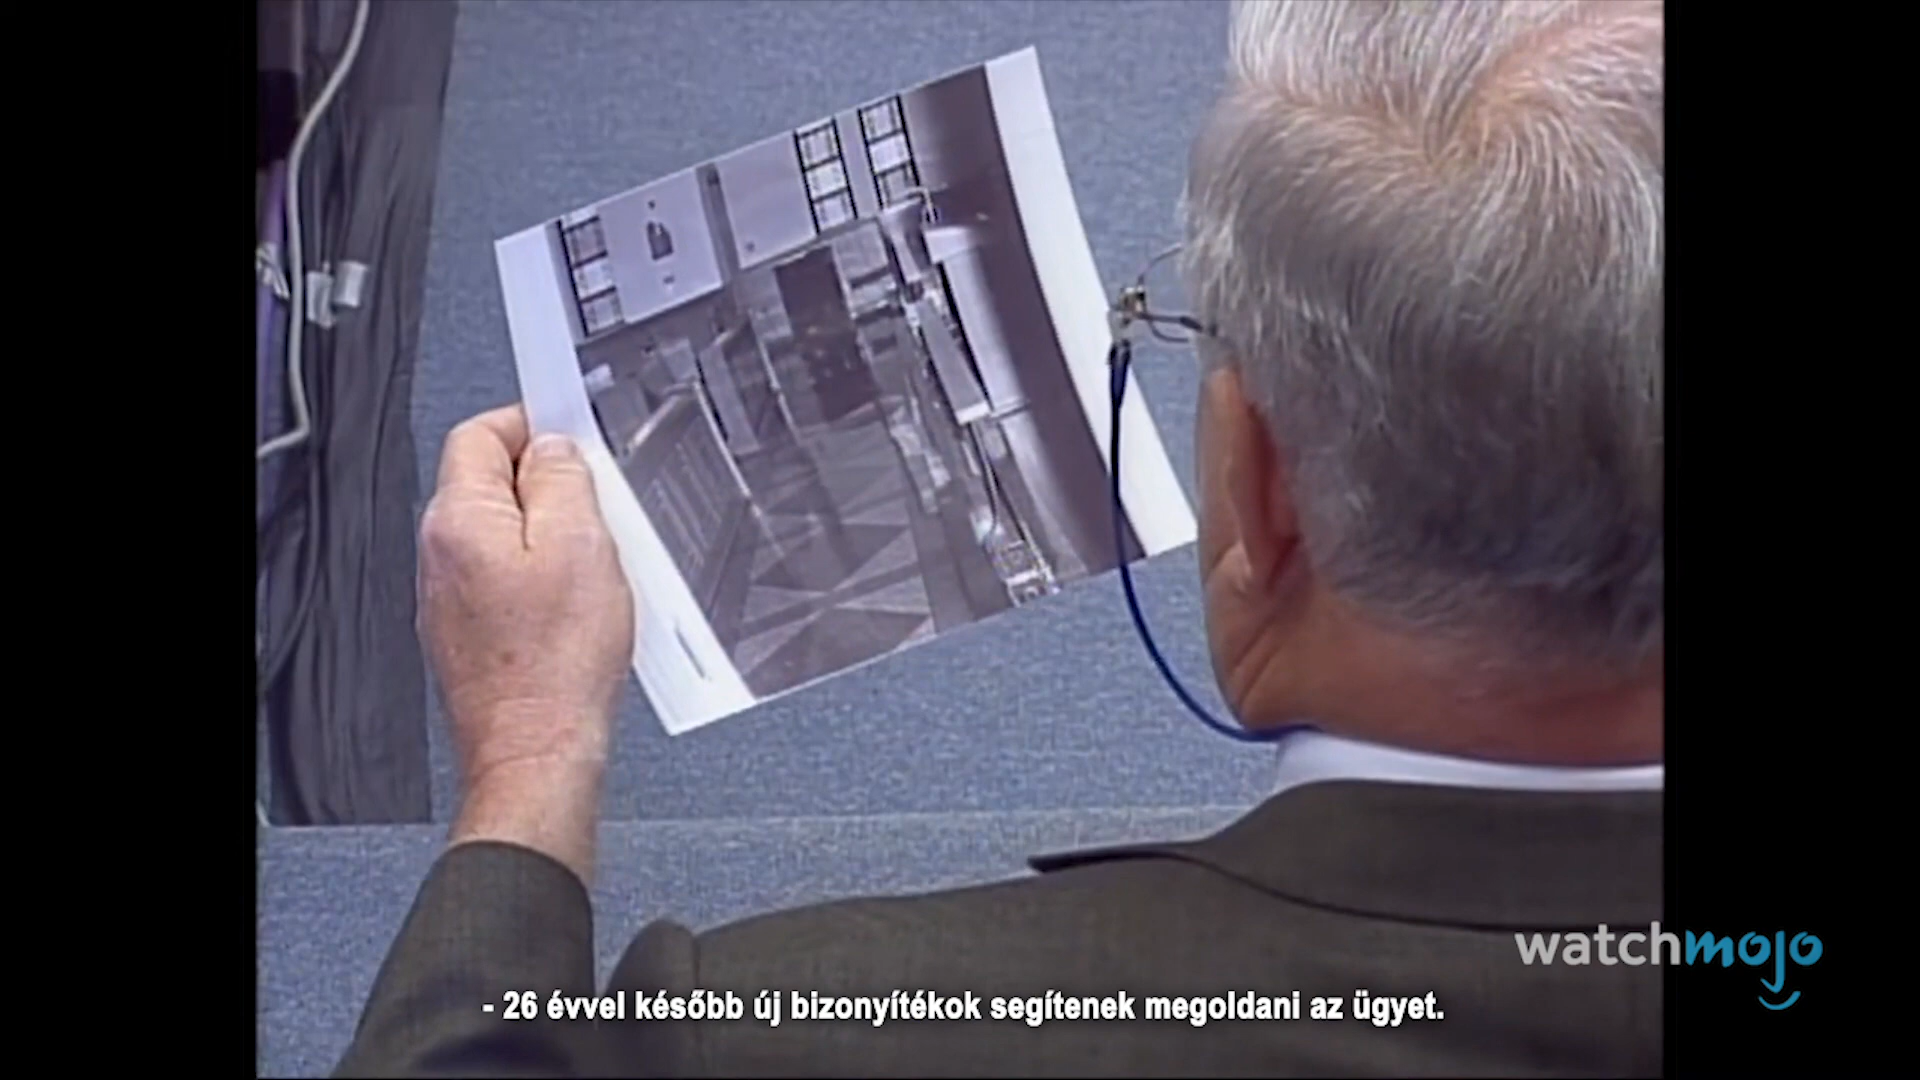 watchmojo
- 26 évvel később új bizonyítékok segítenek megoldani az ügyet.